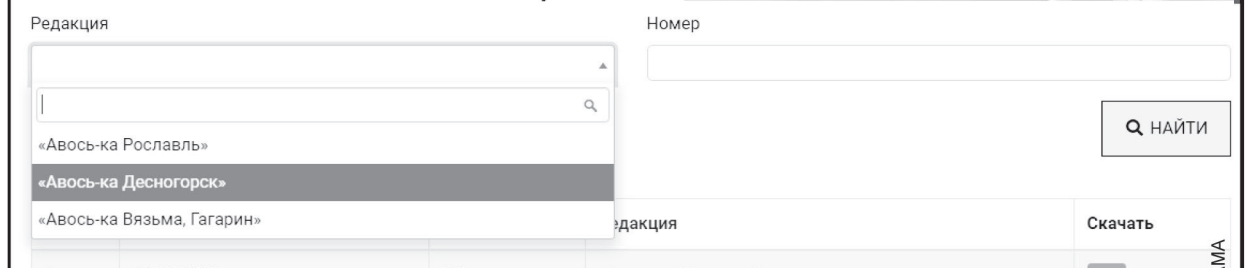 Редакция
Номер
«Авось-ка Рославль»
НАЙТИ
«Авось-ка Десногорск»
«Авось-ка Вязьма, Гагарин»
едакция
Скачать